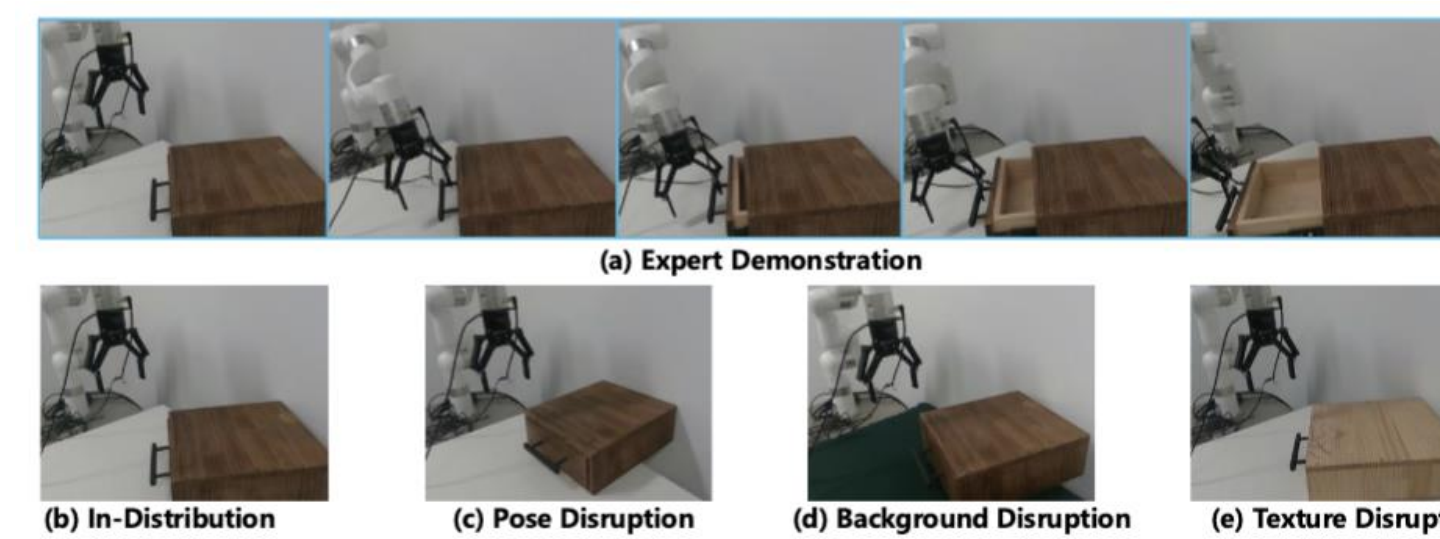 (a) Expert Demonstration
(b) In-Distribution
(c) Pose Disruption
(d) Background Disruption
(e) Texture